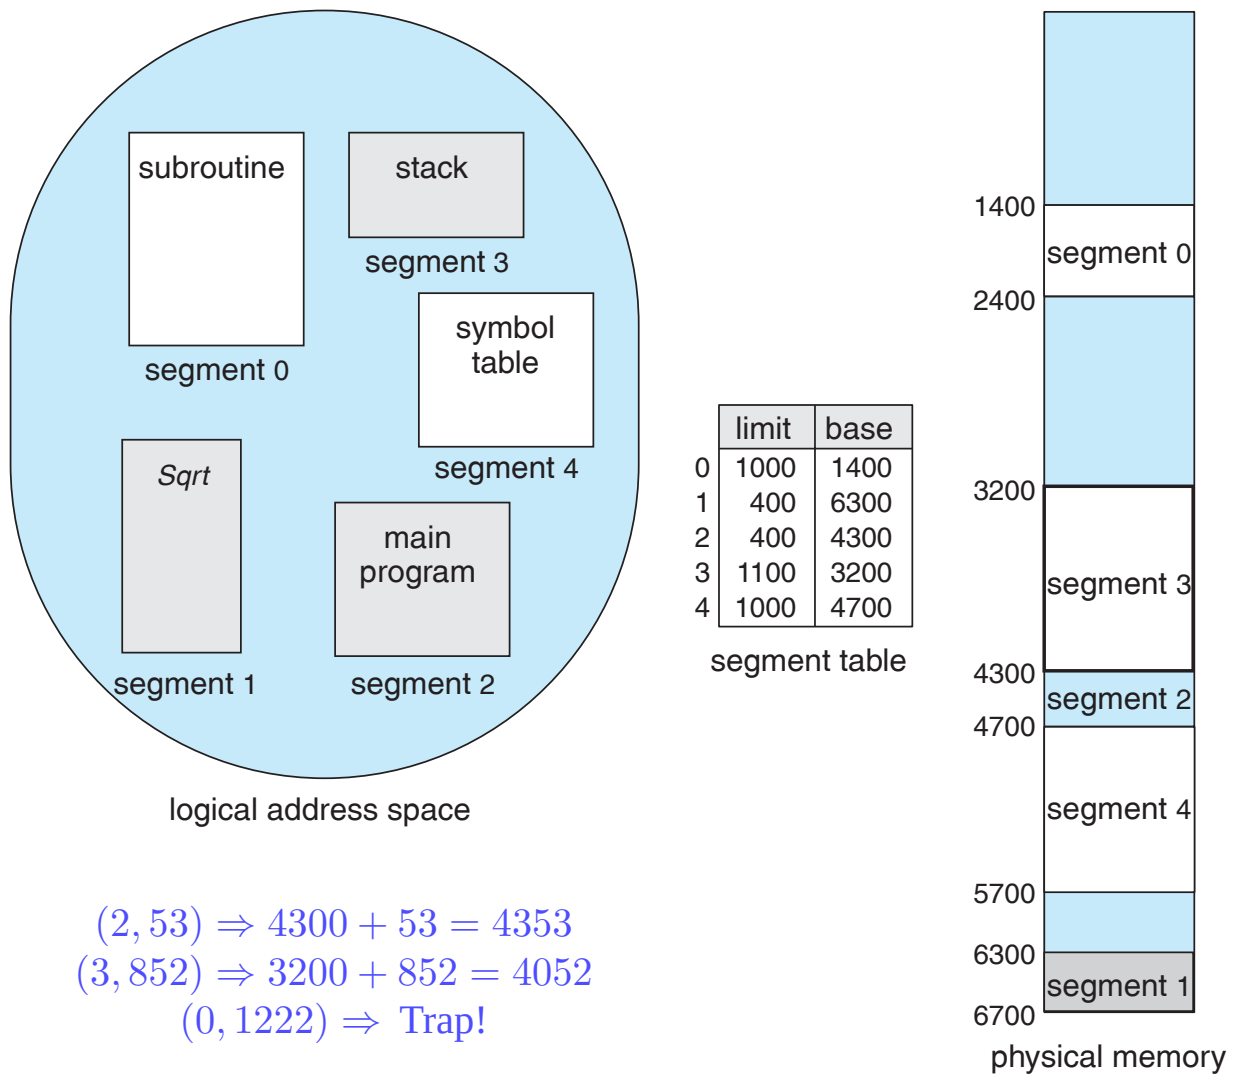 subroutine
segment 0
stack
segment 3
symbol
table
segment 4
Sqrt
segment 1
main
program
segment 2
logical address space
limit base
0 1000 1400
1 400 6300
2 400 4300
3 1100 3200
4 1000 4700
segment table
1400
segment 0
2400
3200
segment 3
4300
segment 2
4700
segment 4
5700
6300
segment 1
6700
physical memory
(2, 53) ⇒ 4300 + 53 = 4353
(3, 852) ⇒ 3200 + 852 = 4052
(0, 1222) ⇒ Trap!